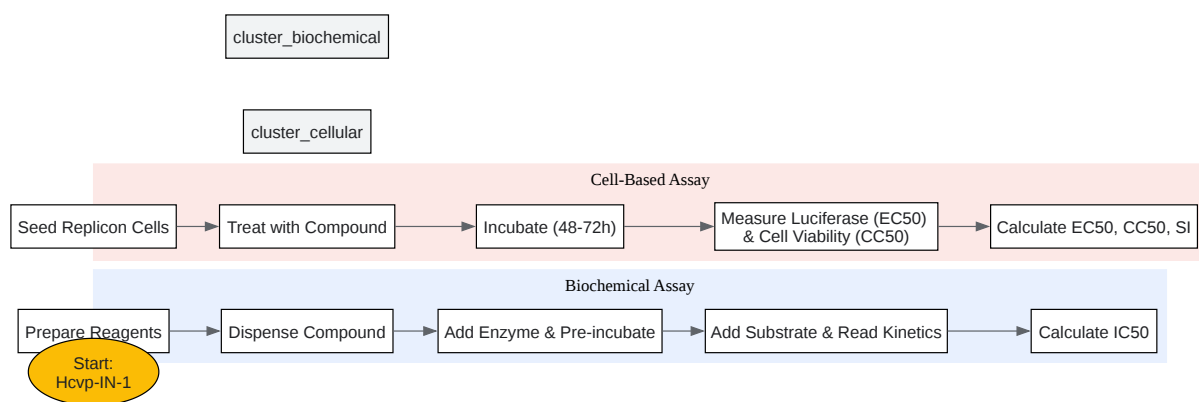 cluster_biochemical
cluster_cellular
Cell-Based Assay
Seed Replicon Cells
Treat with Compound
Incubate (48-72h)
Measure Luciferase (EC50)
& Cell Viability (CC50)
Calculate EC50, CC50, SI
Biochemical Assay
Prepare Reagents
Dispense Compound
Add Enzyme & Pre-incubate
Add Substrate & Read Kinetics
Calculate IC50
Start:
Hcvp-IN-1